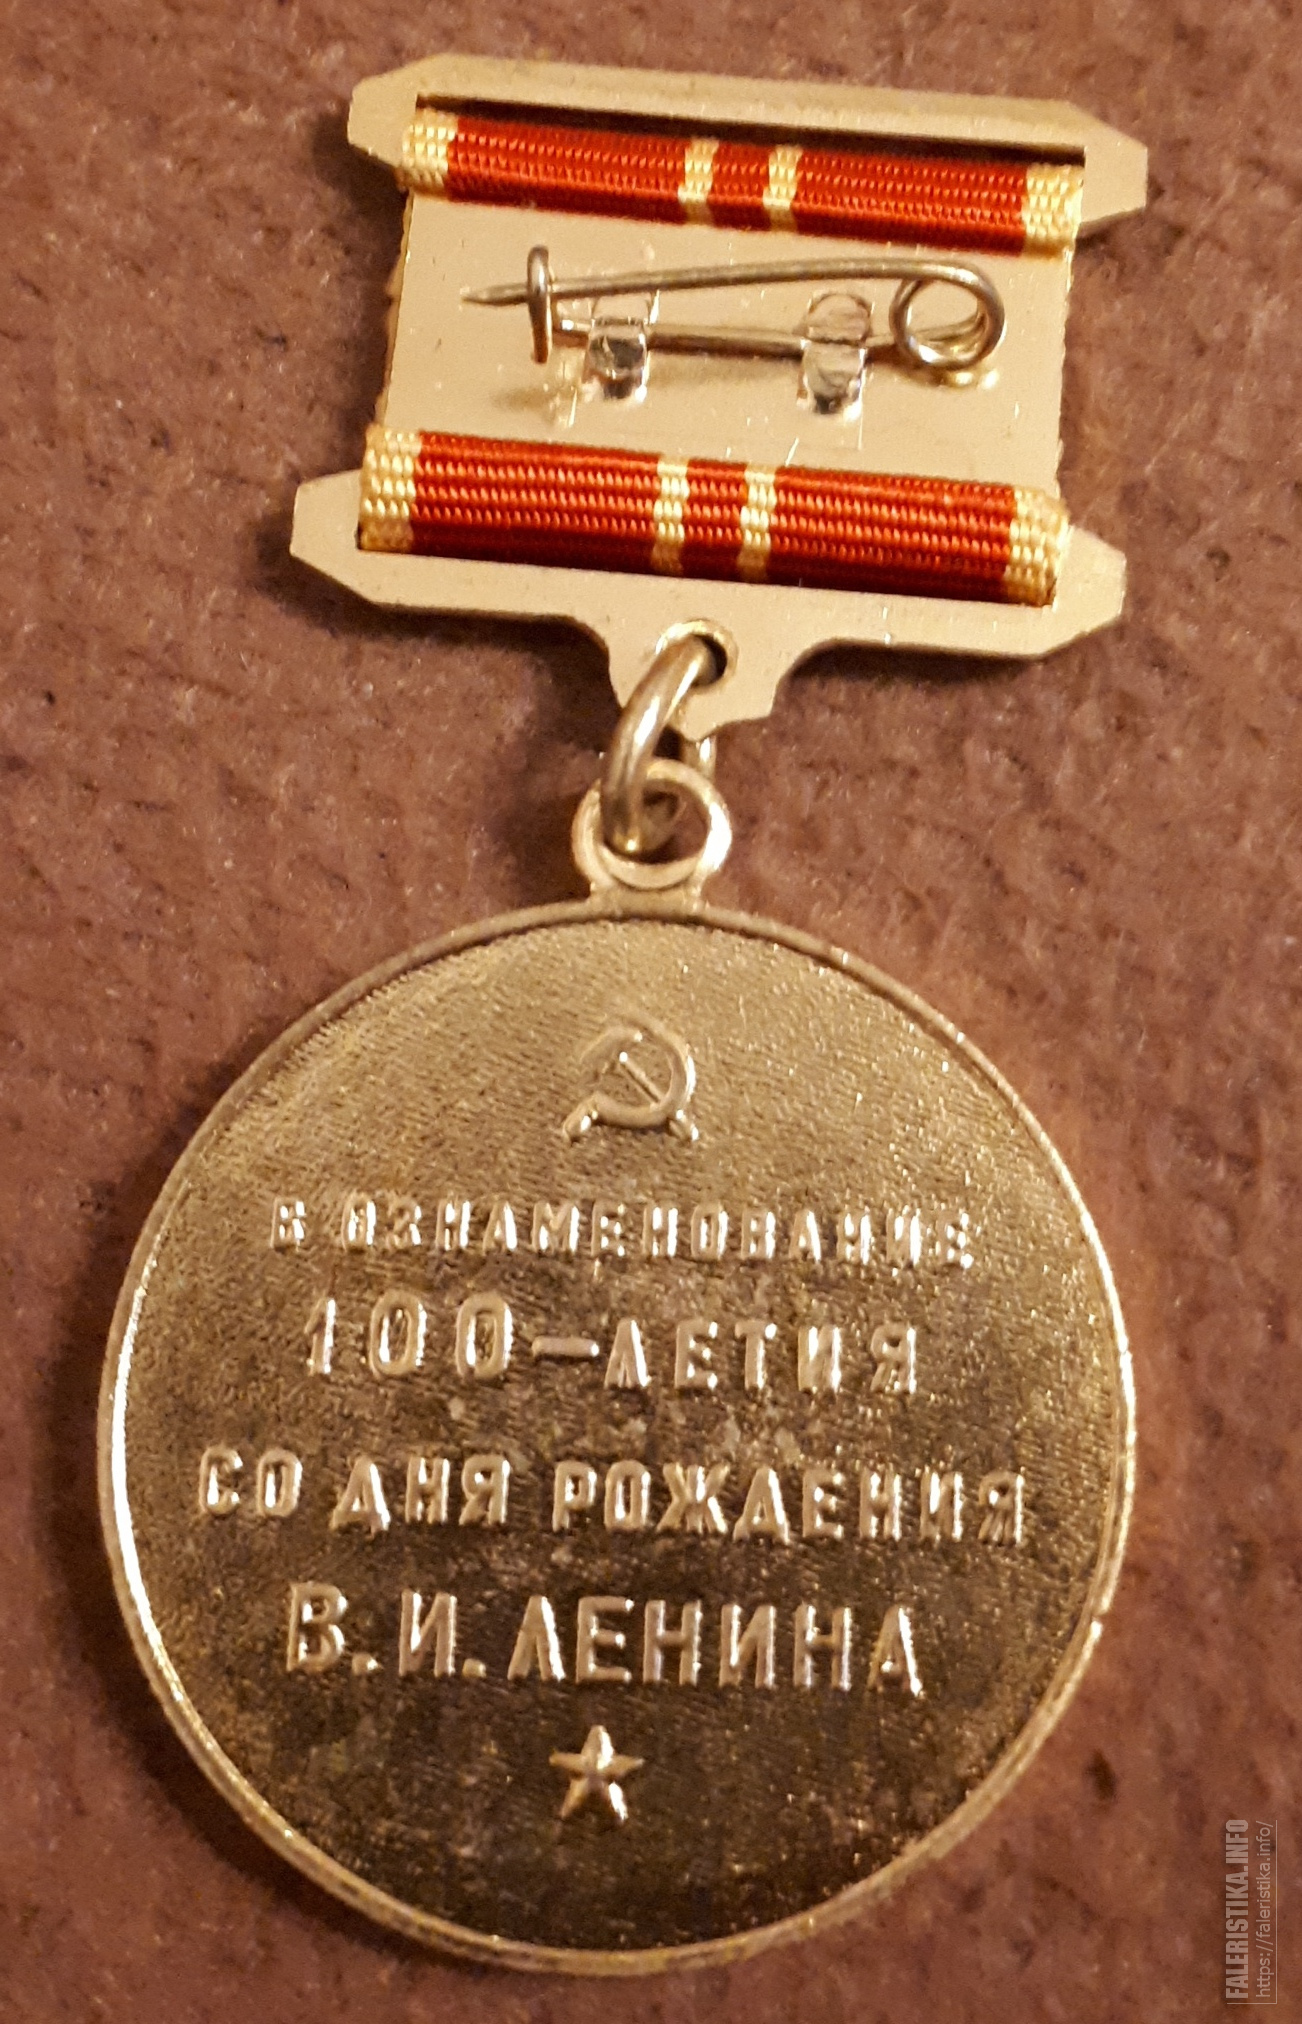 В ОЗНАМЕНОВАНИЕ
100-ЛЕТИЯ
СО ДНЯ РОЖДЕНИЯ
В.И.ЛЕНИНА
FALERISTIKA.INFO
https://faleristika.info/